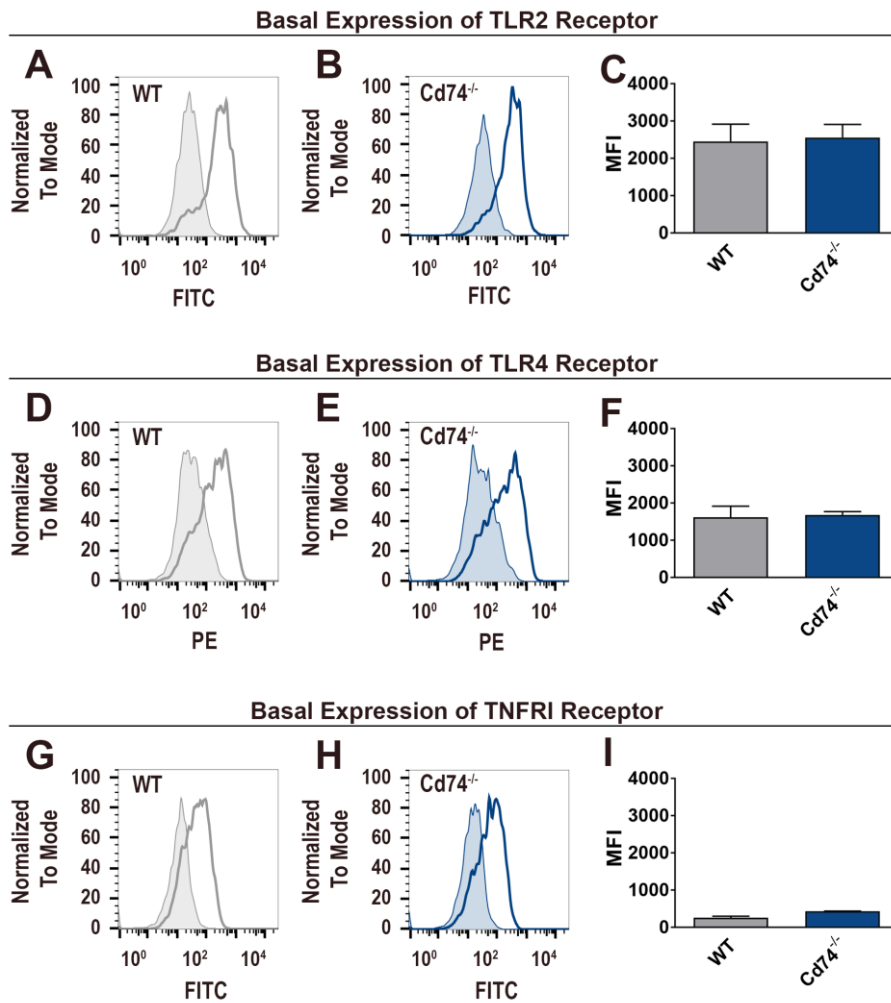 Basal Expression of TLR2 Receptor
A
WT
Normalized
To Mode
100
80
60
40
20
0
10⁰ 10² 10⁴
FITC
B
Cd74⁻/⁻
Normalized
To Mode
100
80
60
40
20
0
10⁰ 10² 10⁴
FITC
C
MFI
4000
3000
2000
1000
0
WT
Cd74⁻/⁻
Basal Expression of TLR4 Receptor
D
WT
Normalized
To Mode
100
80
60
40
20
0
10⁰ 10² 10⁴
PE
E
Cd74⁻/⁻
Normalized
To Mode
100
80
60
40
20
0
10⁰ 10² 10⁴
PE
F
MFI
4000
3000
2000
1000
0
WT
Cd74⁻/⁻
Basal Expression of TNFRI Receptor
G
WT
Normalized
To Mode
100
80
60
40
20
0
10⁰ 10² 10⁴
FITC
H
Cd74⁻/⁻
Normalized
To Mode
100
80
60
40
20
0
10⁰ 10² 10⁴
FITC
I
MFI
4000
3000
2000
1000
0
WT
Cd74⁻/⁻